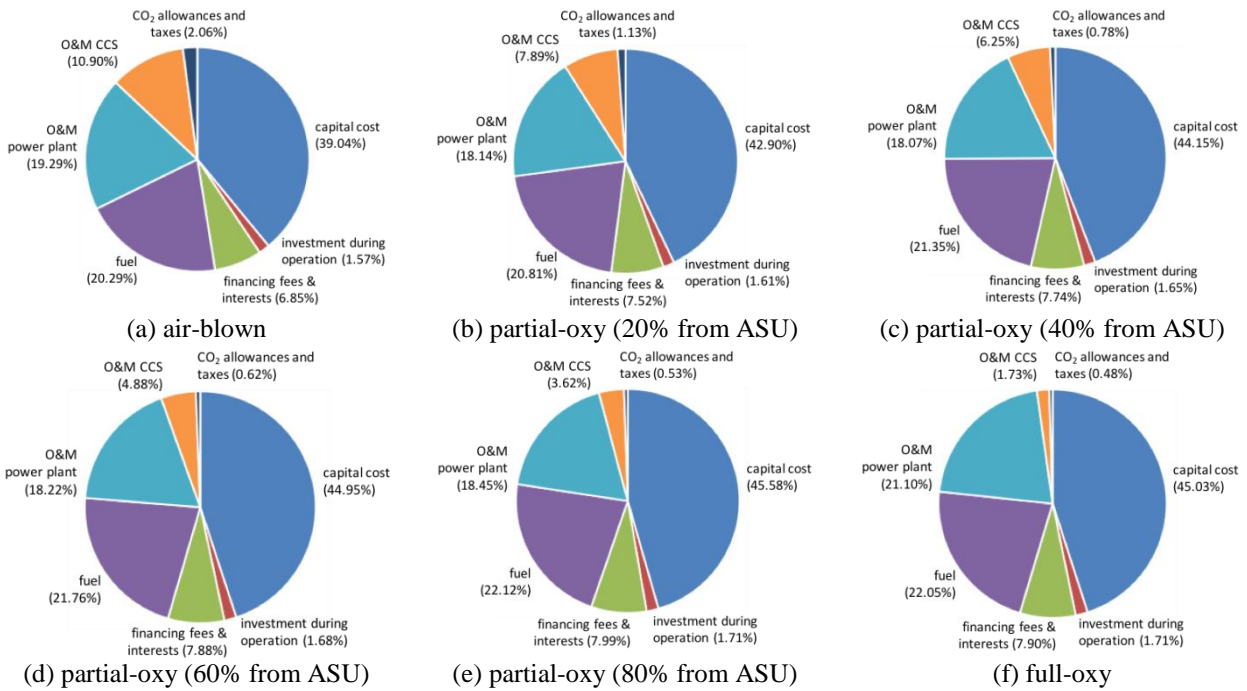 CO₂ allowances and
taxes (2.06%)
O&M CCS
(10.90%)
O&M
power plant
(19.29%)
capital cost
(39.04%)
fuel
(20.29%)
investment during
operation (1.57%)
financing fees &
interests (6.85%)
(a) air-blown
CO₂ allowances and
taxes (1.13%)
O&M CCS
(7.89%)
O&M
power plant
(18.14%)
capital cost
(42.90%)
fuel
(20.81%)
investment during
operation (1.61%)
financing fees &
interests (7.52%)
(b) partial-oxy (20% from ASU)
CO₂ allowances and
taxes (0.78%)
O&M CCS
(6.25%)
O&M
power plant
(18.07%)
capital cost
(44.15%)
fuel
(21.35%)
investment during
operation (1.65%)
financing fees &
interests (7.74%)
(c) partial-oxy (40% from ASU)
CO₂ allowances and
taxes (0.62%)
O&M CCS
(4.88%)
O&M
power plant
(18.22%)
capital cost
(44.95%)
fuel
(21.76%)
investment during
operation (1.68%)
financing fees &
interests (7.88%)
(d) partial-oxy (60% from ASU)
CO₂ allowances and
taxes (0.53%)
O&M CCS
(3.62%)
O&M
power plant
(18.45%)
capital cost
(45.58%)
fuel
(22.12%)
investment during
operation (1.71%)
financing fees &
interests (7.99%)
(e) partial-oxy (80% from ASU)
CO₂ allowances and
taxes (0.48%)
O&M CCS
(1.73%)
O&M
power plant
(21.10%)
capital cost
(45.03%)
fuel
(22.05%)
investment during
operation (1.71%)
financing fees &
interests (7.90%)
(f) full-oxy